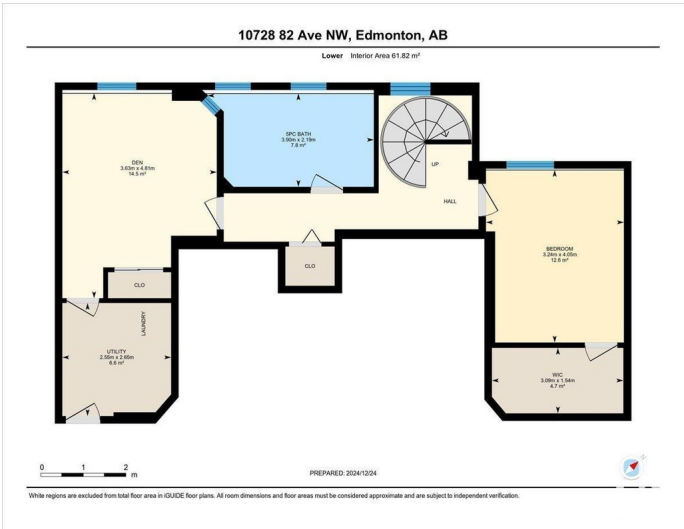 10728 82 Ave NW, Edmonton, AB
Lower Interior Area 61.82 m²
5PC BATH
3.90m x 2.19m
7.8 m²
DEN
3.63m x 4.81m
14.5 m²
UP
HALL
BEDROOM
3.24m x 4.05m
12.6 m²
CLO
CLO
LAUNDRY
UTILITY
2.55m x 2.65m
6.6 m²
WIC
3.09m x 1.54m
4.7 m²
0 1 2
m
PREPARED: 2024/12/24
White regions are excluded from total floor area in iGUIDE floor plans. All room dimensions and floor areas must be considered approximate and are subject to independent verification.